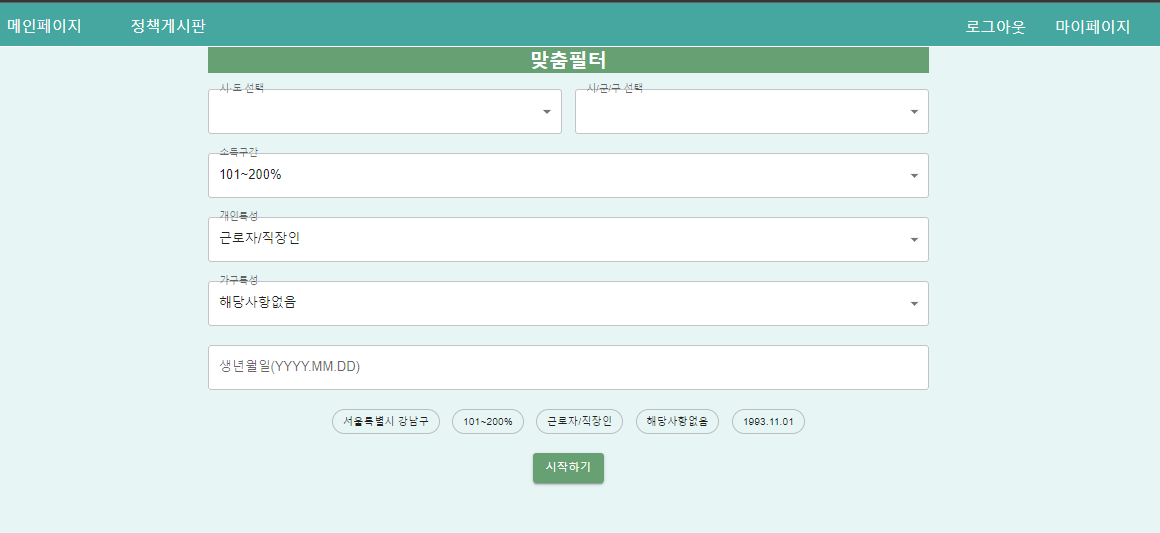 메인페이지 정책게시판 로그아웃 마이페이지
맞춤필터
시·도 선택 시/군/구 선택
소득구간
101~200%
개인특성
근로자/직장인
가구특성
해당사항없음
생년월일(YYYY.MM.DD)
서울특별시 강남구 101~200% 근로자/직장인 해당사항없음 1993.11.01
시작하기